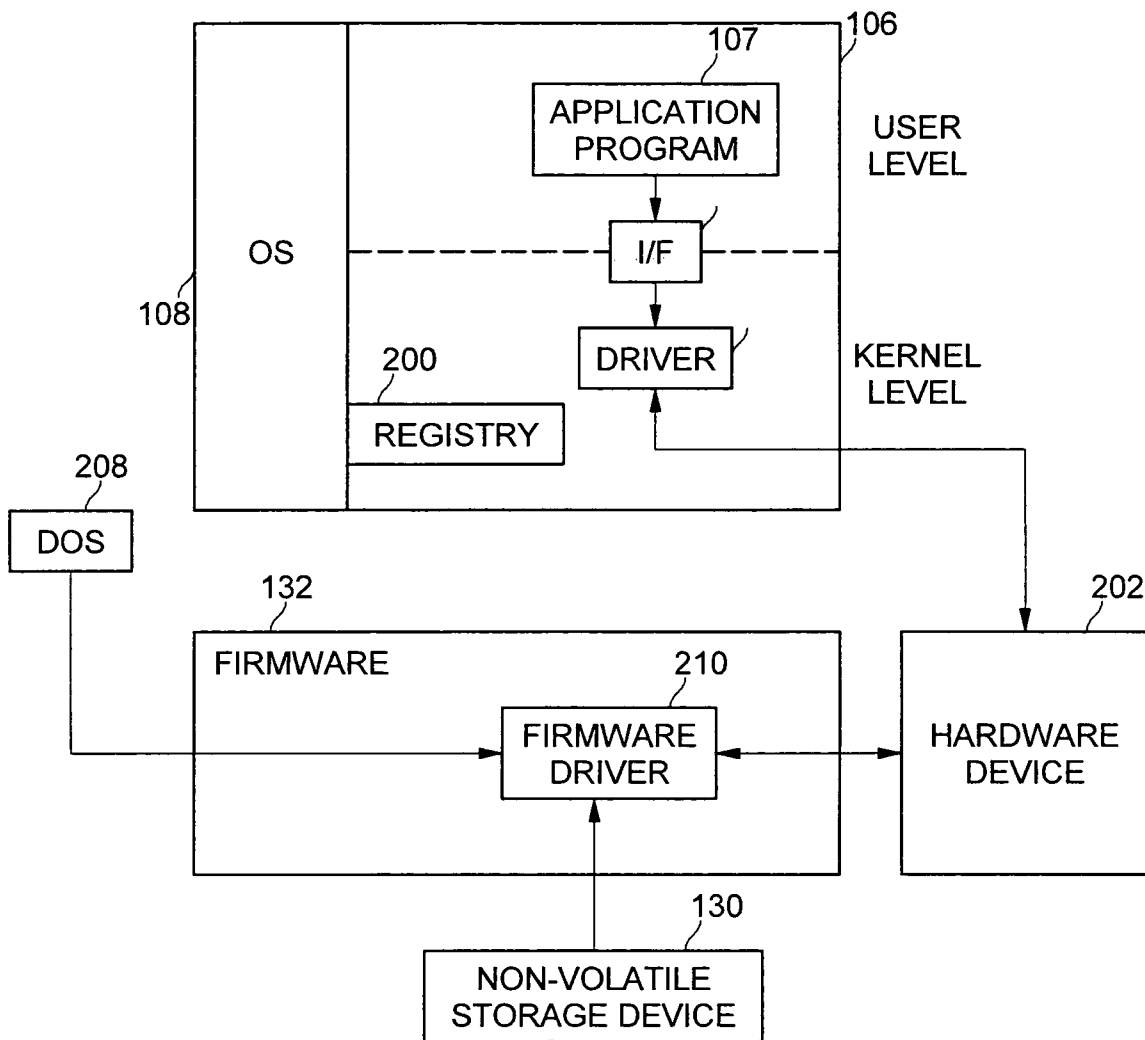 106
107
APPLICATION
PROGRAM
USER
LEVEL
I/F
OS
108
DRIVER
KERNEL
LEVEL
200
REGISTRY
208
DOS
132
202
FIRMWARE
210
FIRMWARE
DRIVER
HARDWARE
DEVICE
130
NON-VOLATILE
STORAGE DEVICE